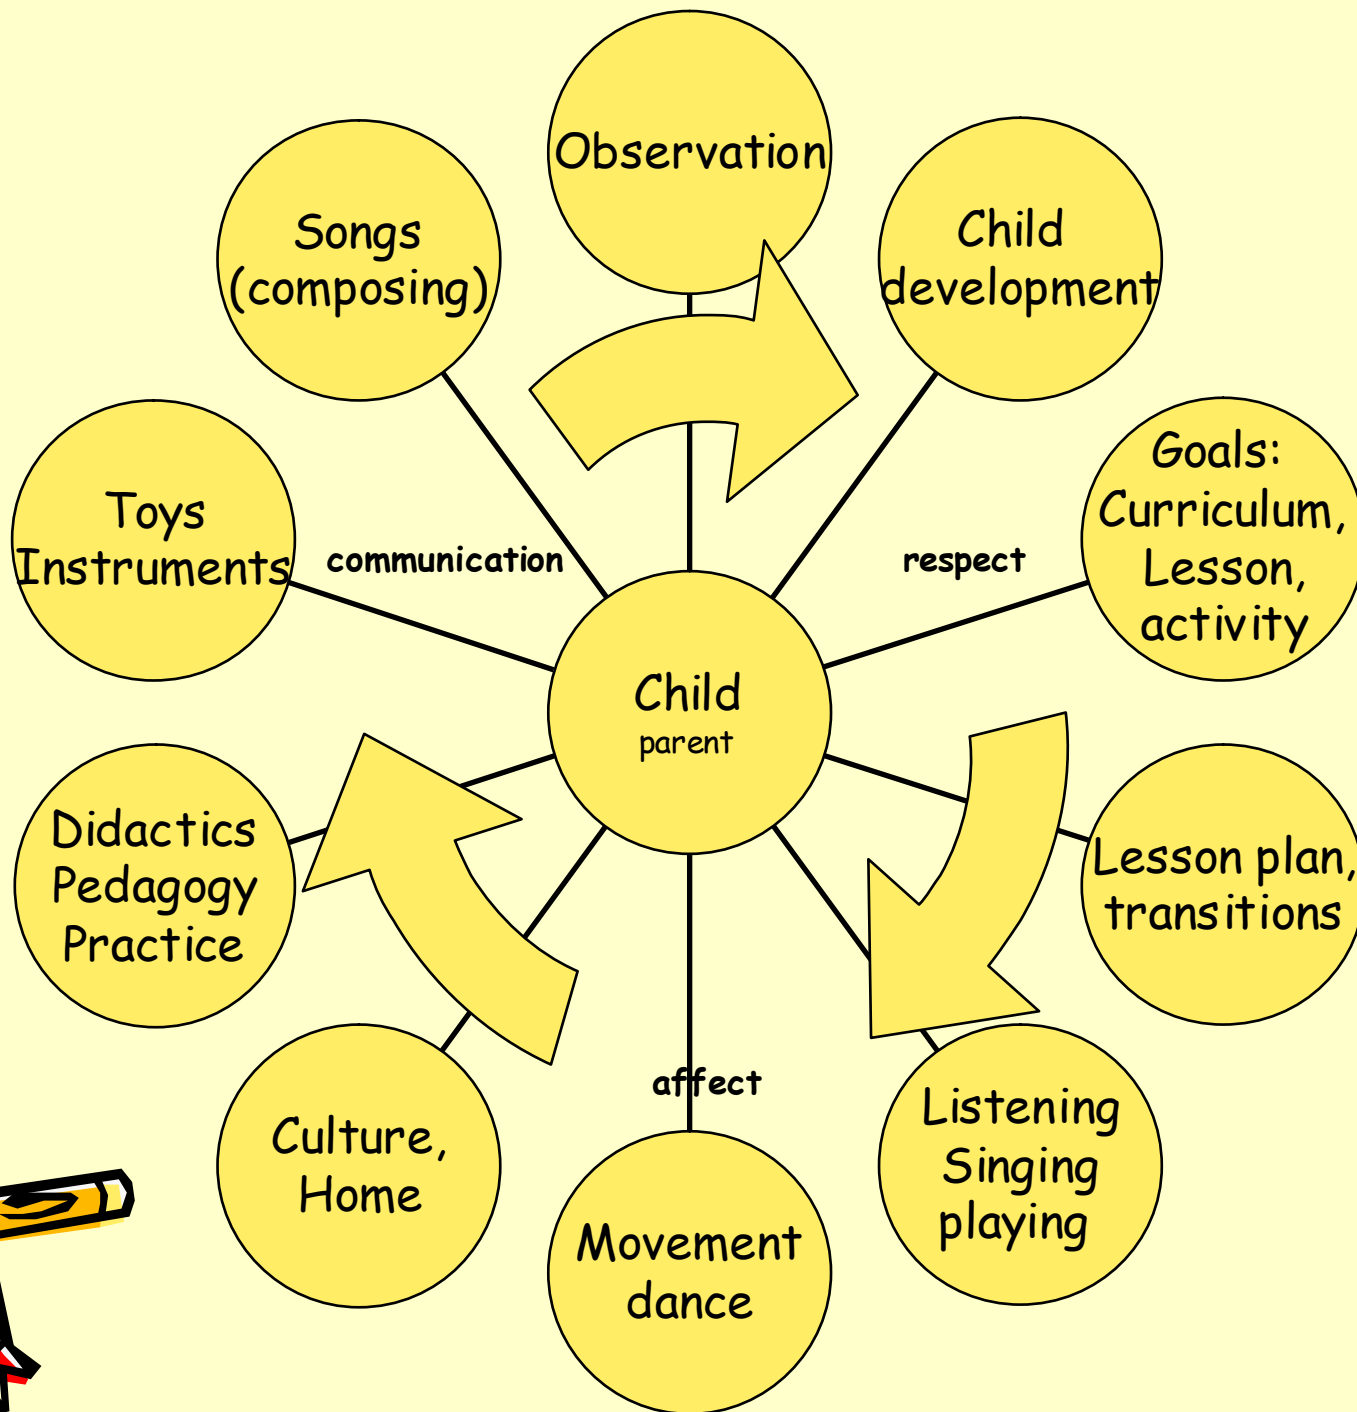 Observation
Child
development
Goals:
Curriculum,
Lesson,
activity
Lesson plan,
transitions
Listening
Singing
playing
Movement
dance
Culture,
Home
Didactics
Pedagogy
Practice
Toys
Instruments
Songs
(composing)
communication
respect
Child
parent
affect